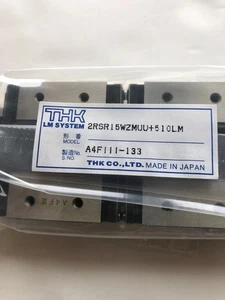 THK
LM SYSTEM
2RSR15WZMUU+510LM
形番
MODEL NO.
製造No.
S.NO.
A4F111-133
THK CO.,LTD. MADE IN JAPAN